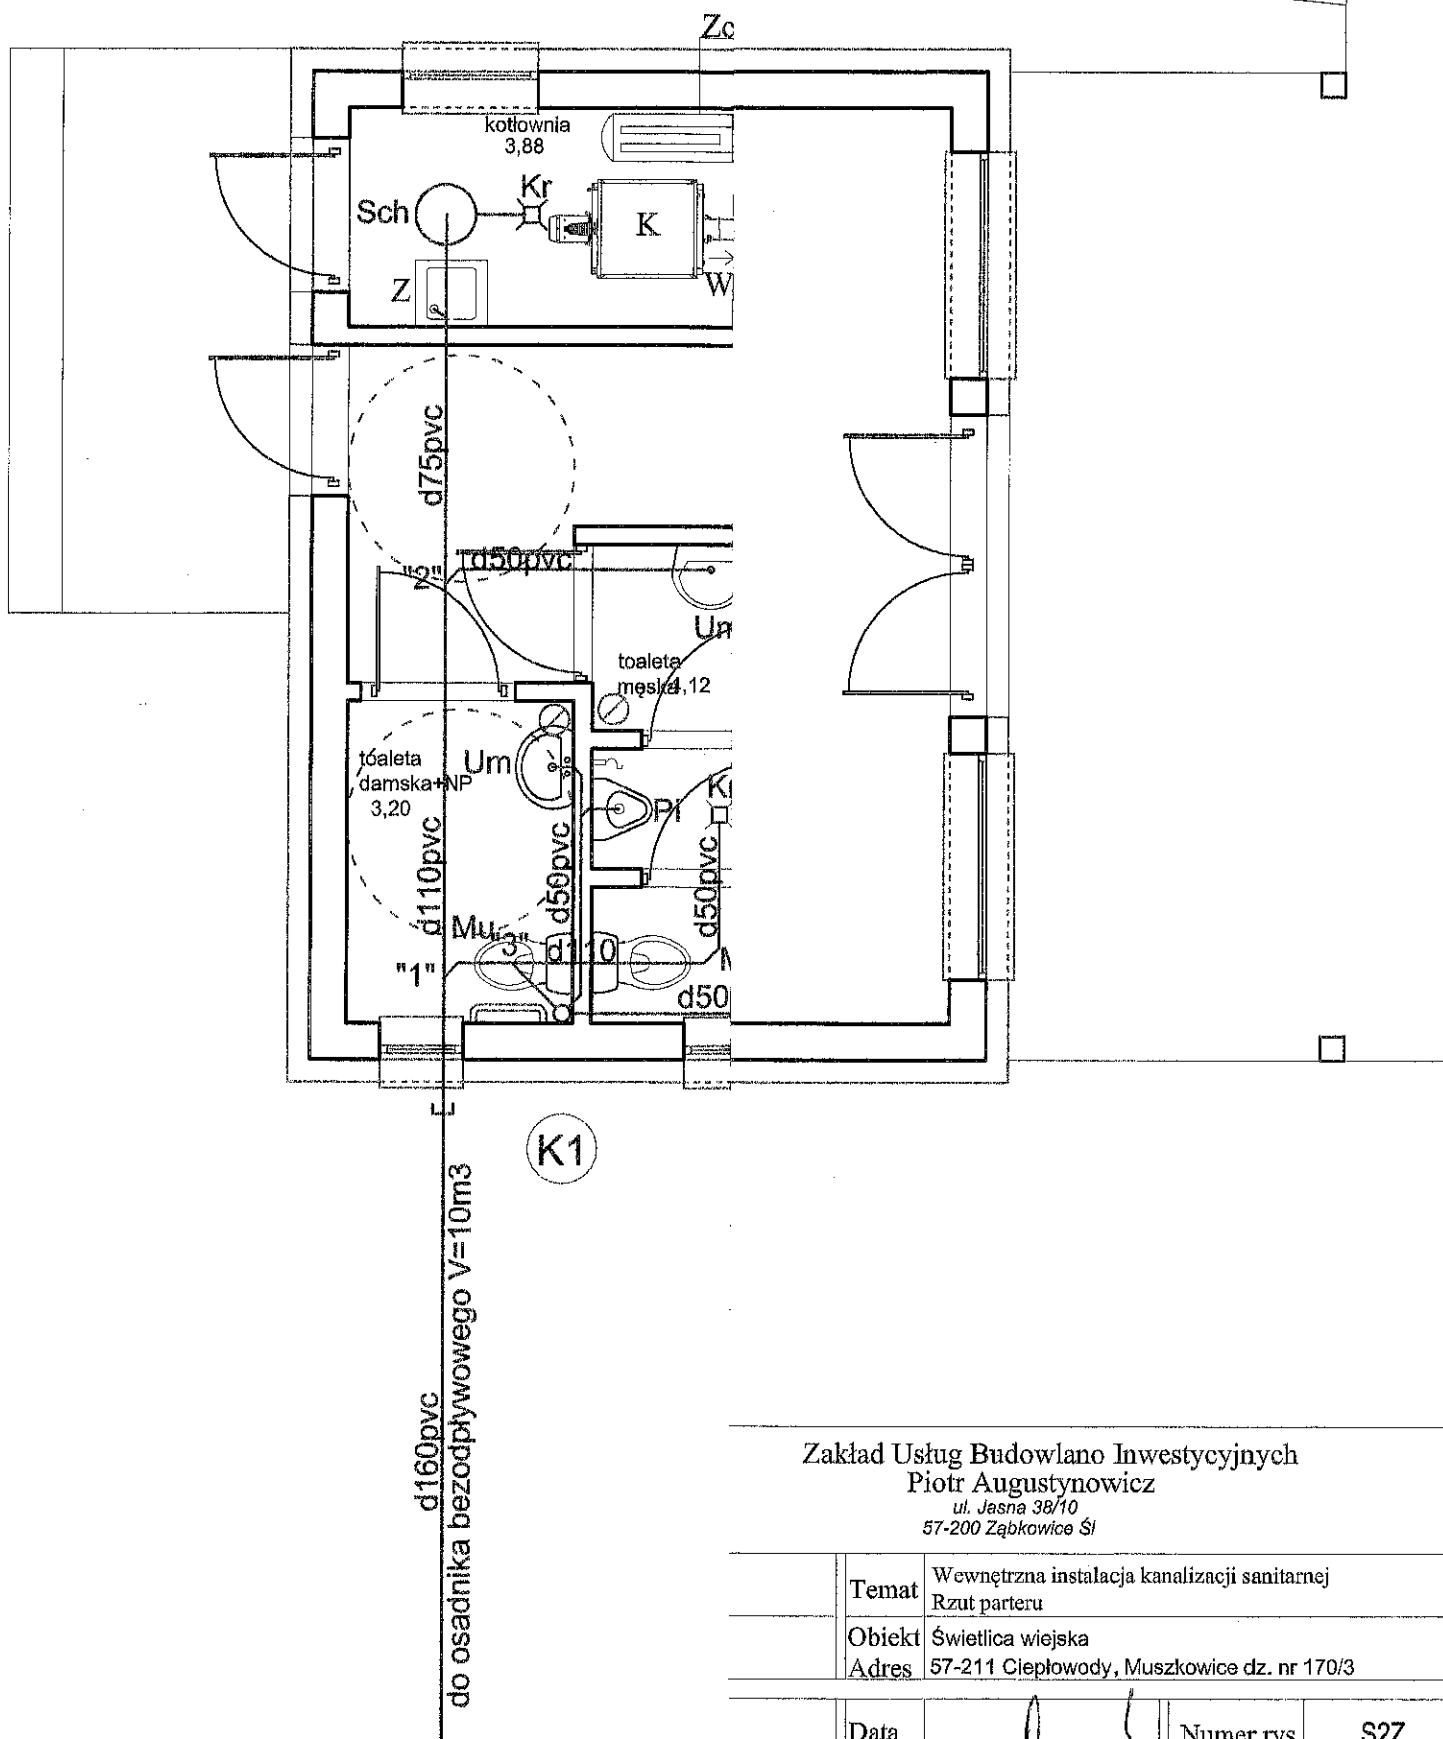 Zc
kotłownia
3,88
Kr
Sch
K
Z
W
d75pvc
d50pvc
"2"
Um
toaleta
męska 4,12
toaleta
damska+NP
3,20
Um
Pi
d110pvc
d50pvc
d50pvc
Mu
"3"
d110
"1"
d50
K1
d160pvc
do osadnika bezodpływowego V=10m3
Zakład Usług Budowlano Inwestycyjnych
Piotr Augustynowicz
ul. Jasna 38/10
57-200 Ząbkowice Śl
Temat Wewnętrzna instalacja kanalizacji sanitarnej
Rzut parteru
Obiekt Świetlica wiejska
Adres 57-211 Ciepłowody, Muszkowice dz. nr 170/3
Data Numer rys S27